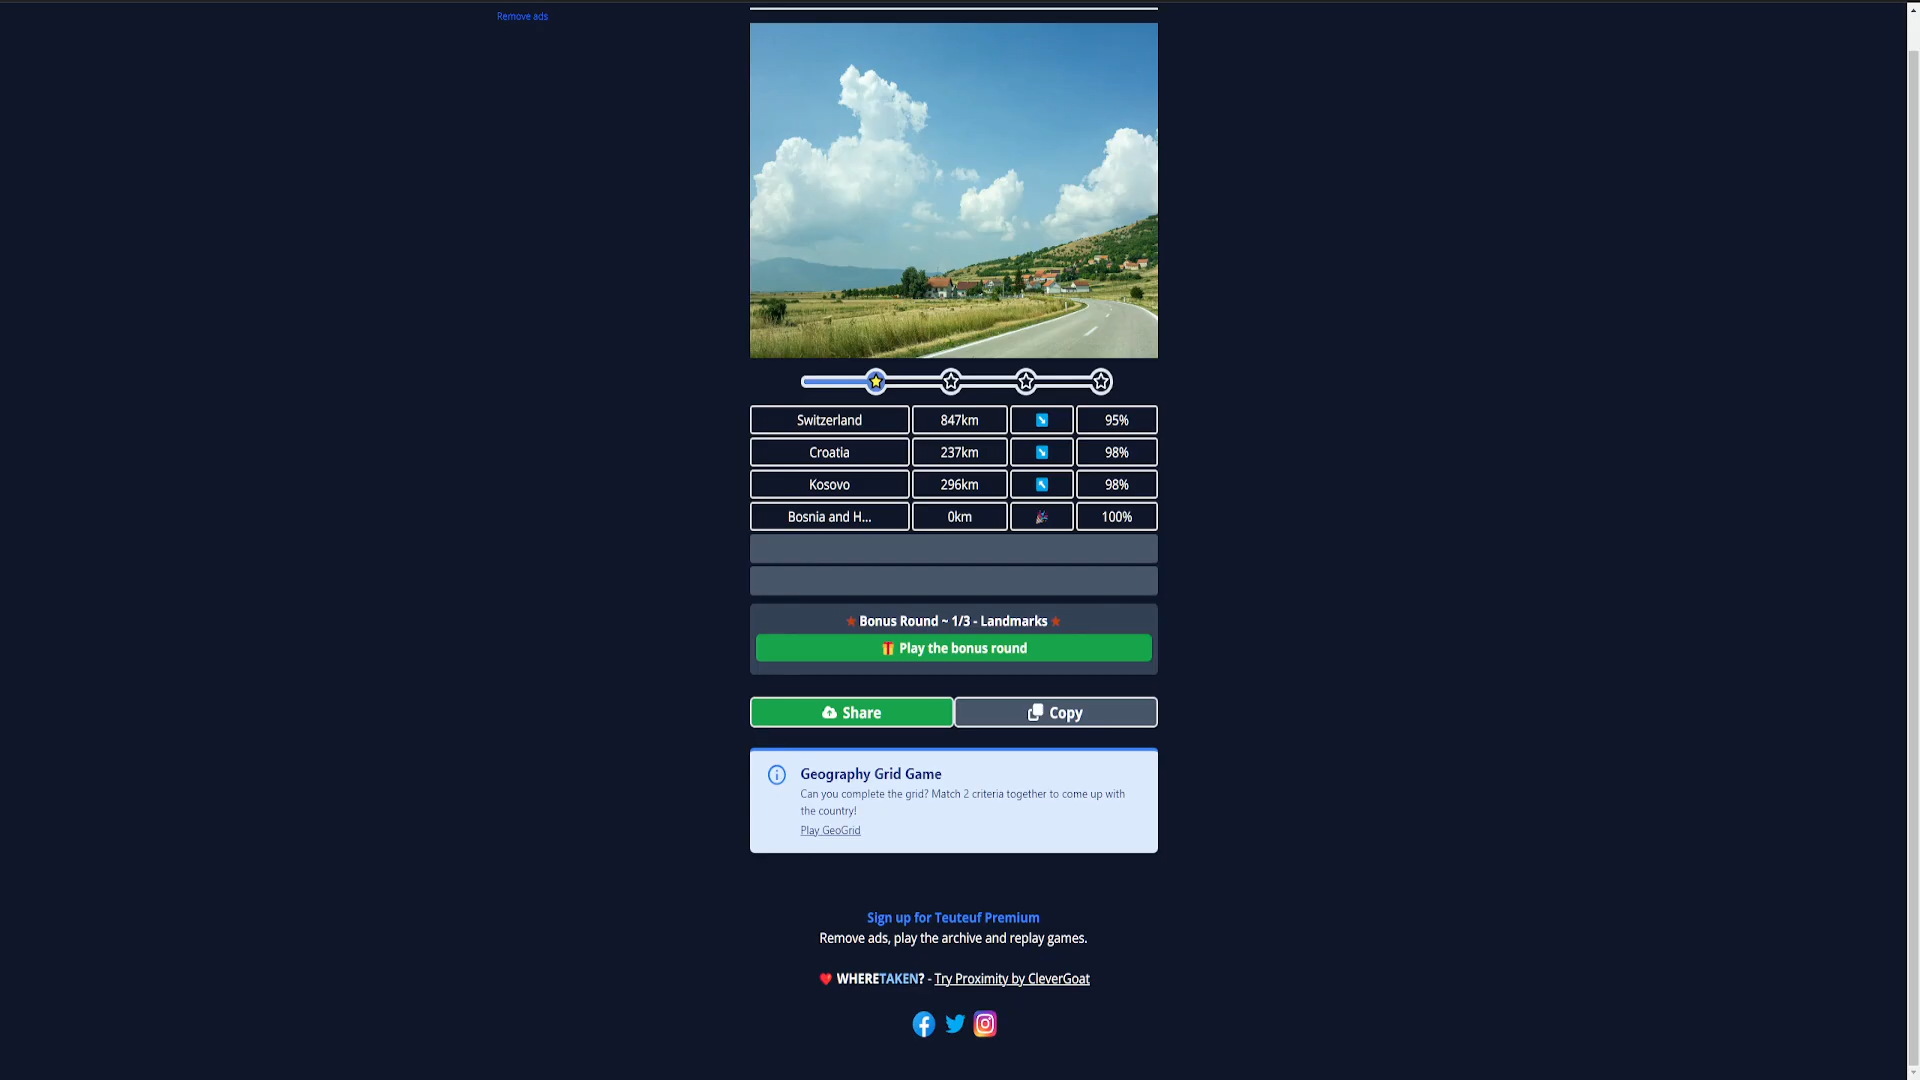 Remove ads
Switzerland 847km ↘ 95%
Croatia 237km ↘ 98%
Kosovo 296km ↖ 98%
Bosnia and H... 0km 🎉 100%
Bonus Round ~ 1/3 - Landmarks
Play the bonus round
Share Copy
Geography Grid Game
Can you complete the grid? Match 2 criteria together to come up with
the country!
Play GeoGrid
Sign up for Teuteuf Premium
Remove ads, play the archive and replay games.
❤️ WHERETAKEN? - Try Proximity by CleverGoat